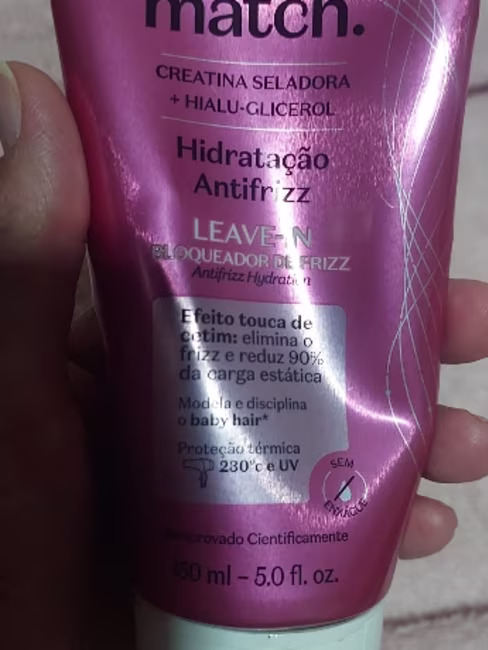 match.
CREATINA SELADORA
+ HIALU-GLICEROL
Hidratação
Antifrizz
LEAVE-IN
BLOQUEADOR DE FRIZZ
Antifrizz Hydration
Efeito touca de
cetim: elimina o
frizz e reduz 90%
da carga estática
Modela e disciplina
o baby hair*
Proteção térmica
230°c e UV
SEM
ENXÁGUE
Comprovado Cientificamente
150 ml – 5.0 fl. oz.